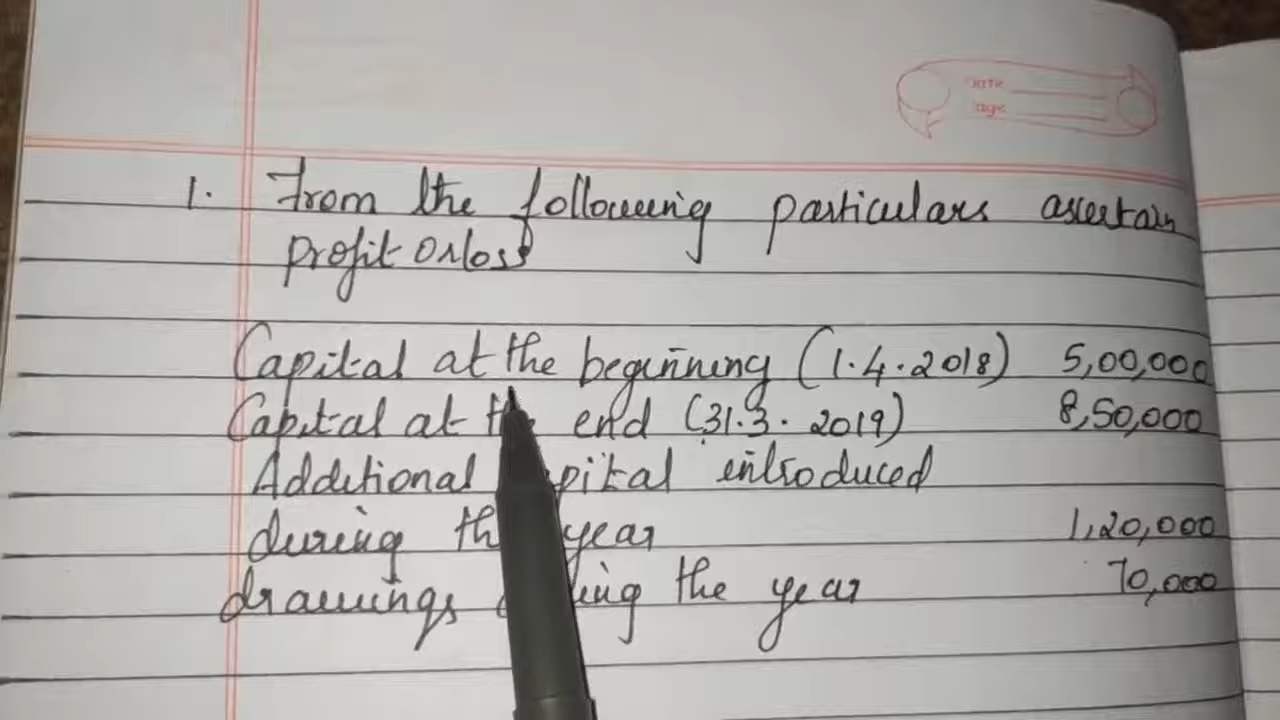 Date
Page
1. From the following particulars ascertain
profit or loss
Capital at the beginning (1.4.2018) 5,00,000
Capital at the end (31.3.2019) 8,50,000
Additional introduced
during year 1,20,000
drawings the year 70,000